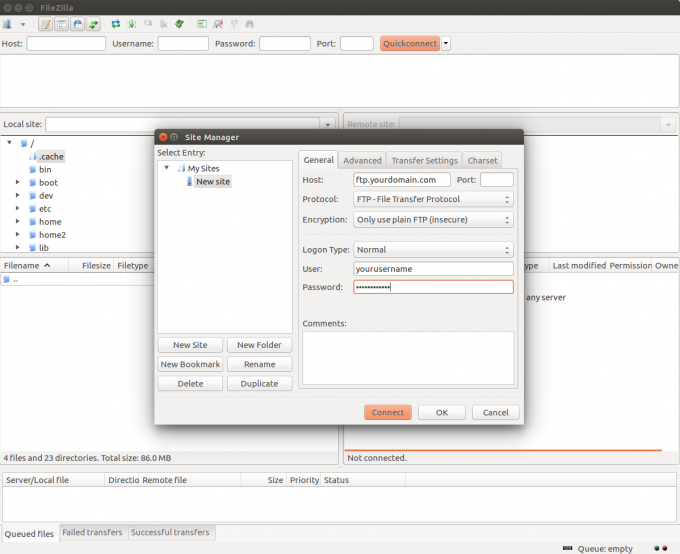 FileZilla
Host: Username: Password: Port: Quickconnect
Local site: Remote site:
/
.cache
bin
boot
dev
etc
home
home2
lib
Filename Filesize Filetype
..
ype Last modified Permission Owne
any server
4 files and 23 directories. Total size: 86.0 MB
Not connected.
Site Manager
Select Entry:
My Sites
New site
New Site New Folder
New Bookmark Rename
Delete Duplicate
General Advanced Transfer Settings Charset
Host: ftp.yourdomain.com Port:
Protocol: FTP - File Transfer Protocol
Encryption: Only use plain FTP (insecure)
Logon Type: Normal
User: yourusername
Password: ••••••••••••
Comments:
Connect OK Cancel
Server/Local file Directio Remote file Size Priority Status
Queued files Failed transfers Successful transfers
Queue: empty